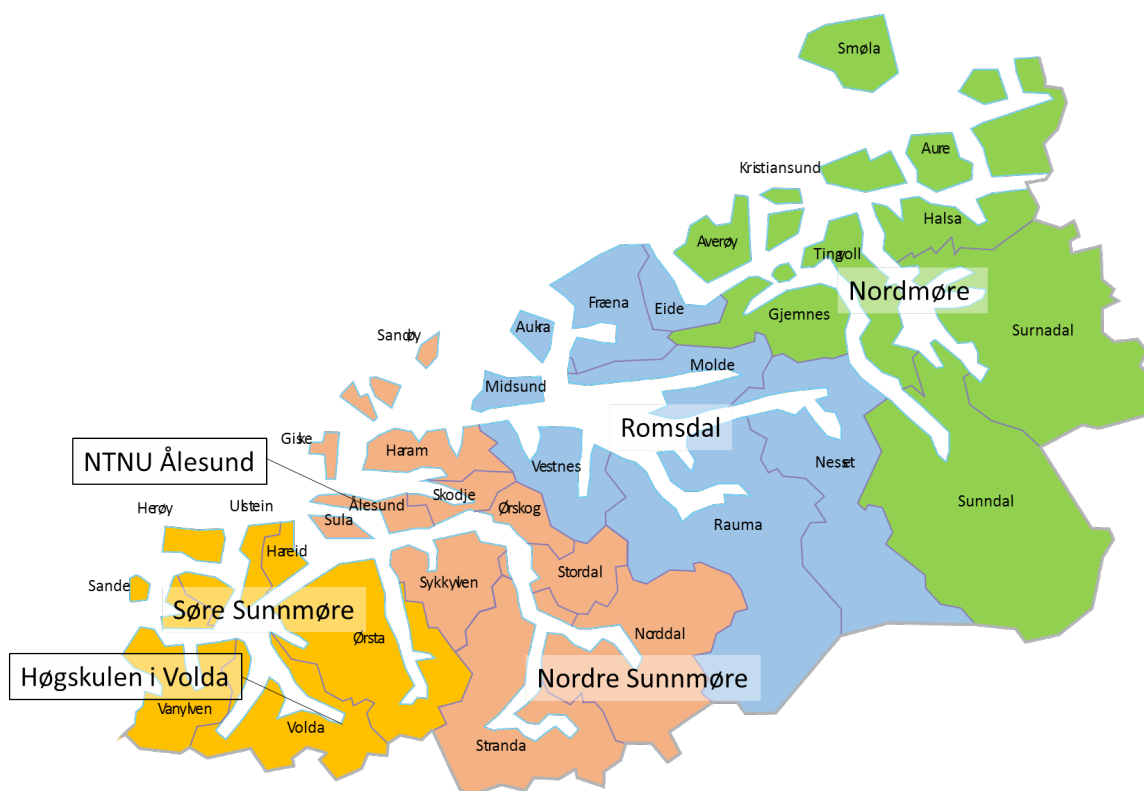 Smøla
Aure
Kristiansund
Halsa
Averøy
Tingvoll
Nordmøre
Fræna
Eide
Gjemnes
Surnadal
Aukra
Sandøy
Molde
Midsund
Romsdal
Giske
Haram
NTNU Ålesund
Vestnes
Nesset
Sunndal
Skodje
Herøy
Ulstein
Ålesund
Ørskog
Sula
Rauma
Hareid
Stordal
Sande
Sykkylven
Søre Sunnmøre
Ørsta
Norddal
Høgskulen i Volda
Nordre Sunnmøre
Vanylven
Volda
Stranda